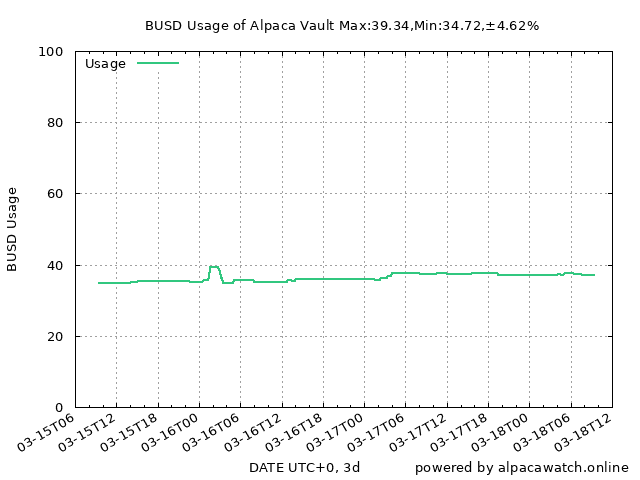 BUSD Usage of Alpaca Vault Max:39.34,Min:34.72,±4.62%
Usage
BUSD Usage
100
80
60
40
20
0
03-15T06
03-15T12
03-15T18
03-16T00
03-16T06
03-16T12
03-16T18
03-17T00
03-17T06
03-17T12
03-17T18
03-18T00
03-18T06
03-18T12
DATE UTC+0, 3d
powered by alpacawatch.online